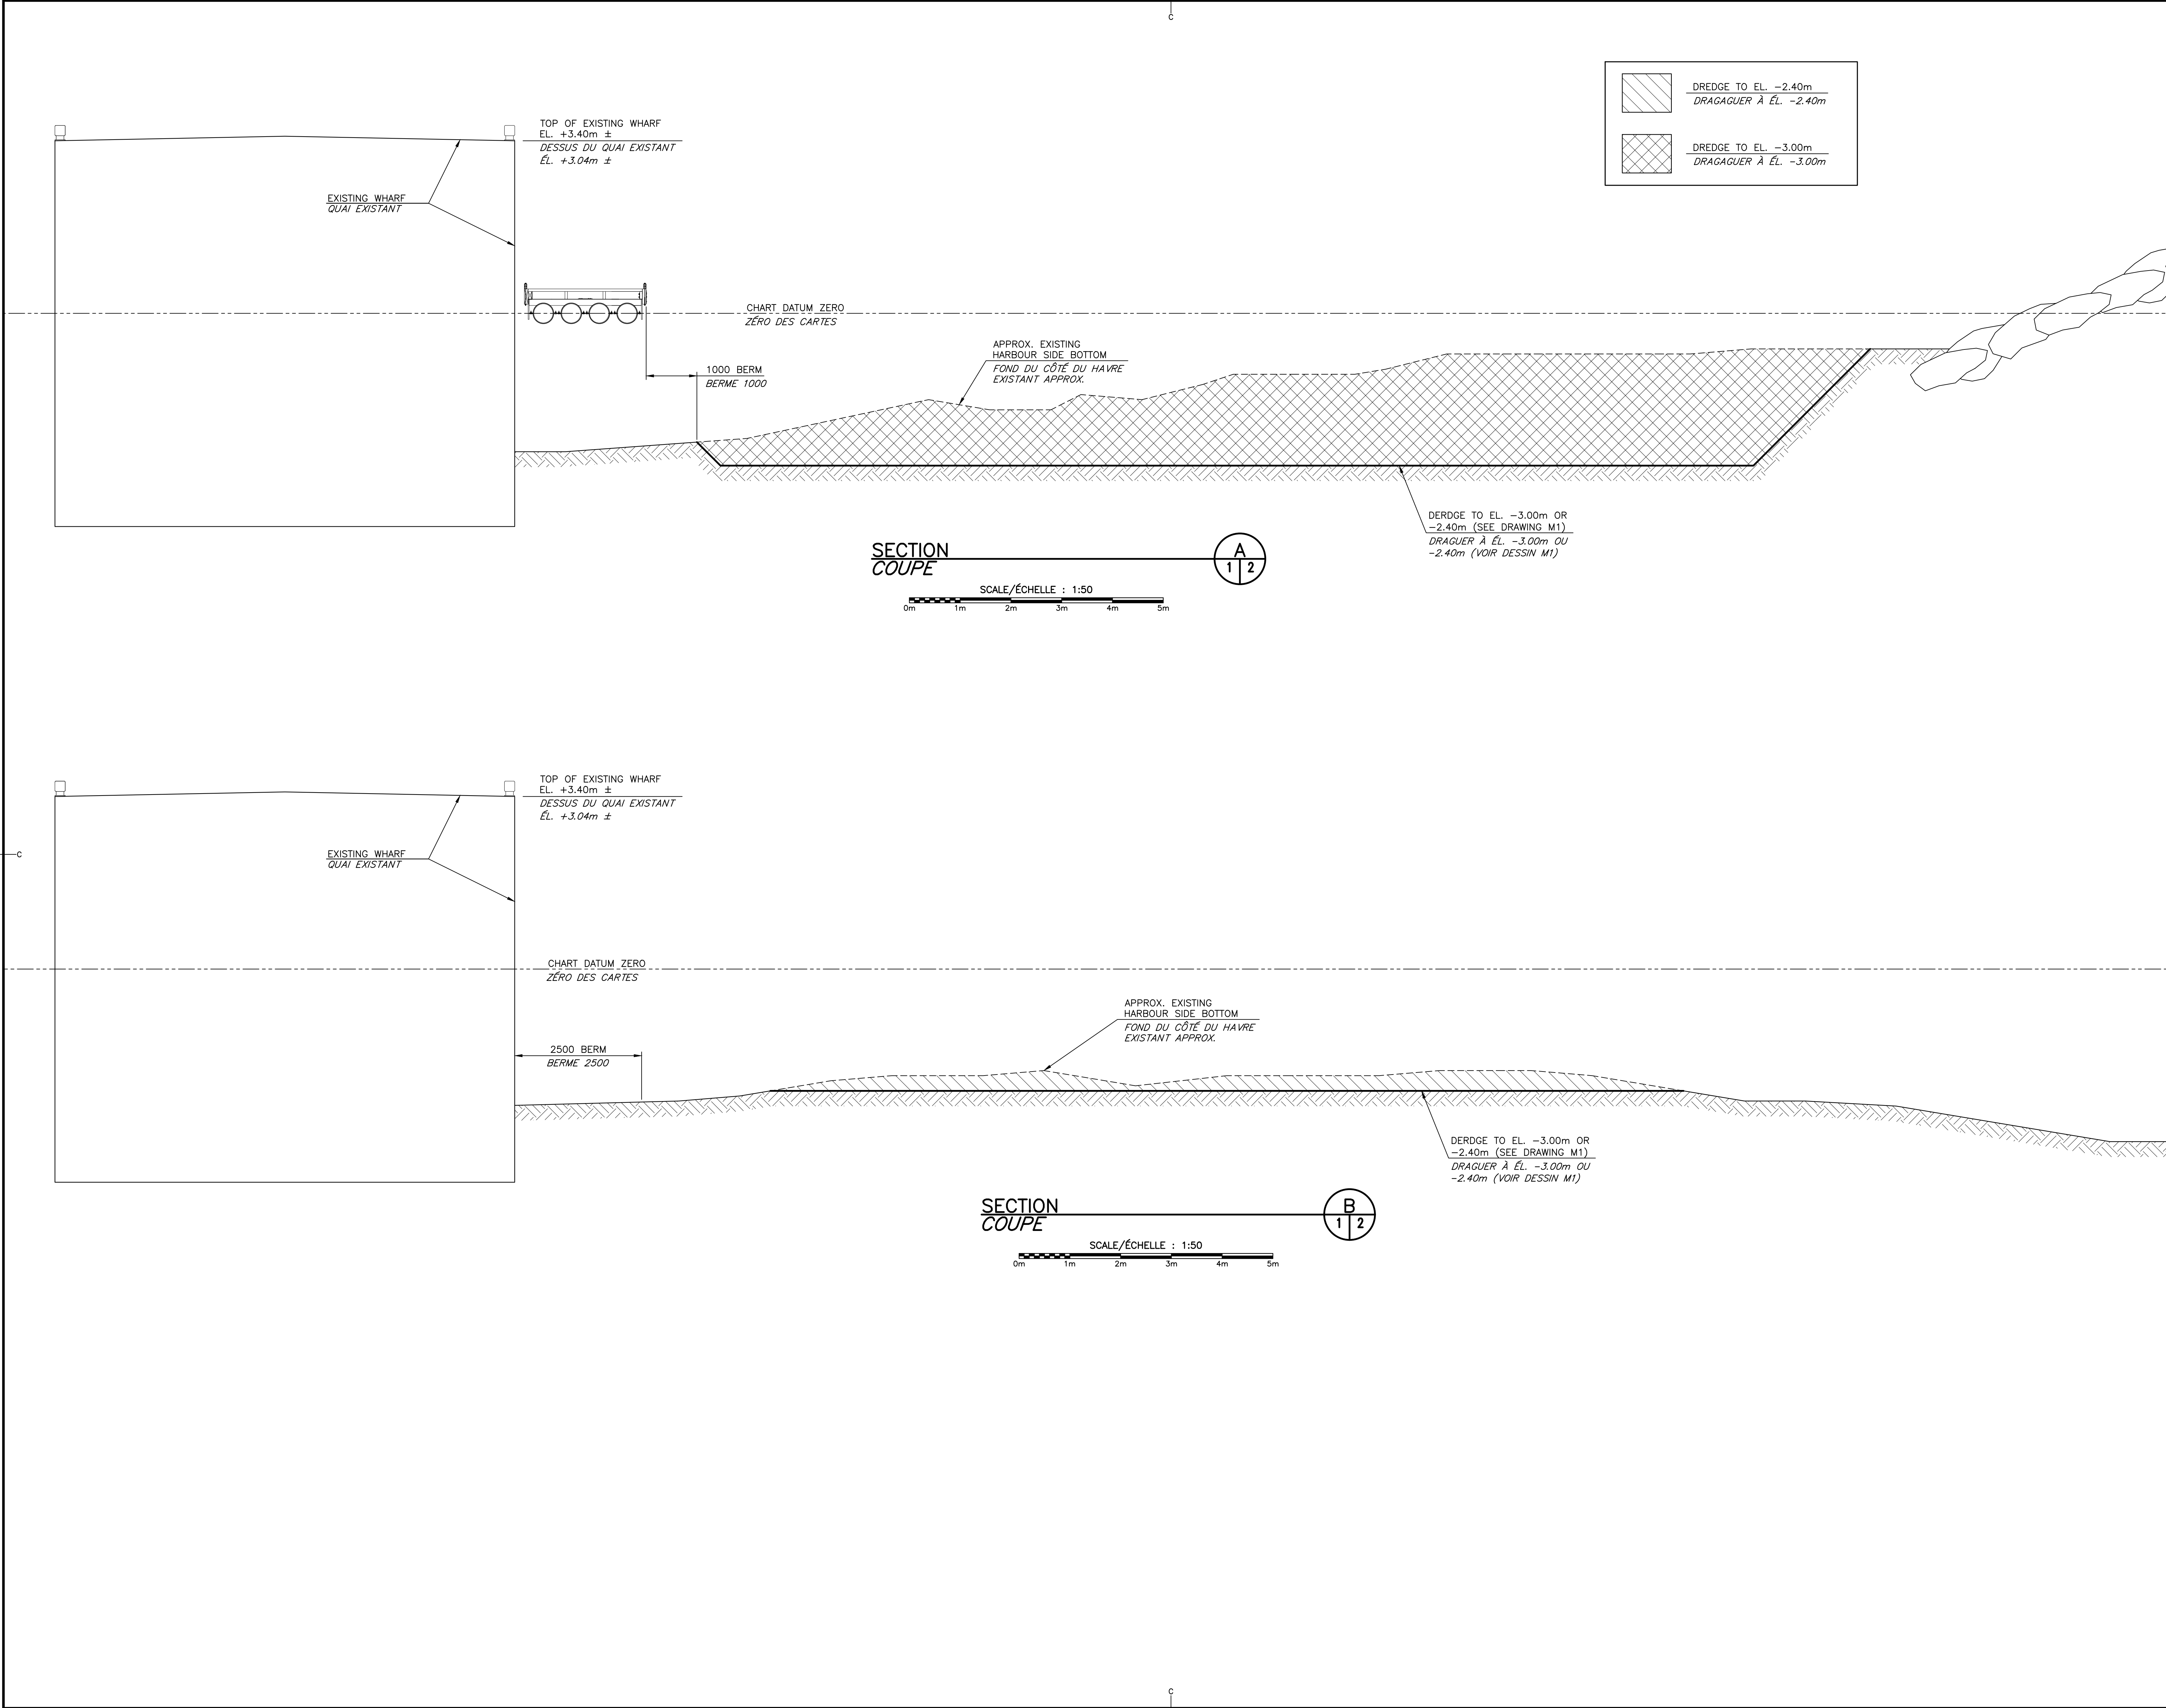 C
DREDGE TO EL. -2.40m
DRAGAGUER À ÉL. -2.40m
DREDGE TO EL. -3.00m
DRAGAGUER À ÉL. -3.00m
TOP OF EXISTING WHARF
EL. +3.40m ±
DESSUS DU QUAI EXISTANT
ÉL. +3.04m ±
EXISTING WHARF
QUAI EXISTANT
CHART DATUM ZERO
ZÉRO DES CARTES
1000 BERM
BERME 1000
APPROX. EXISTING
HARBOUR SIDE BOTTOM
FOND DU CÔTÉ DU HAVRE
EXISTANT APPROX.
DERDGE TO EL. -3.00m OR
-2.40m (SEE DRAWING M1)
DRAGUER À ÉL. -3.00m OU
-2.40m (VOIR DESSIN M1)
SECTION
COUPE
A
1 2
SCALE/ÉCHELLE : 1:50
0m 1m 2m 3m 4m 5m
TOP OF EXISTING WHARF
EL. +3.40m ±
DESSUS DU QUAI EXISTANT
ÉL. +3.04m ±
C
EXISTING WHARF
QUAI EXISTANT
CHART DATUM ZERO
ZÉRO DES CARTES
2500 BERM
BERME 2500
APPROX. EXISTING
HARBOUR SIDE BOTTOM
FOND DU CÔTÉ DU HAVRE
EXISTANT APPROX.
DERDGE TO EL. -3.00m OR
-2.40m (SEE DRAWING M1)
DRAGUER À ÉL. -3.00m OU
-2.40m (VOIR DESSIN M1)
SECTION
COUPE
B
1 2
SCALE/ÉCHELLE : 1:50
0m 1m 2m 3m 4m 5m
C